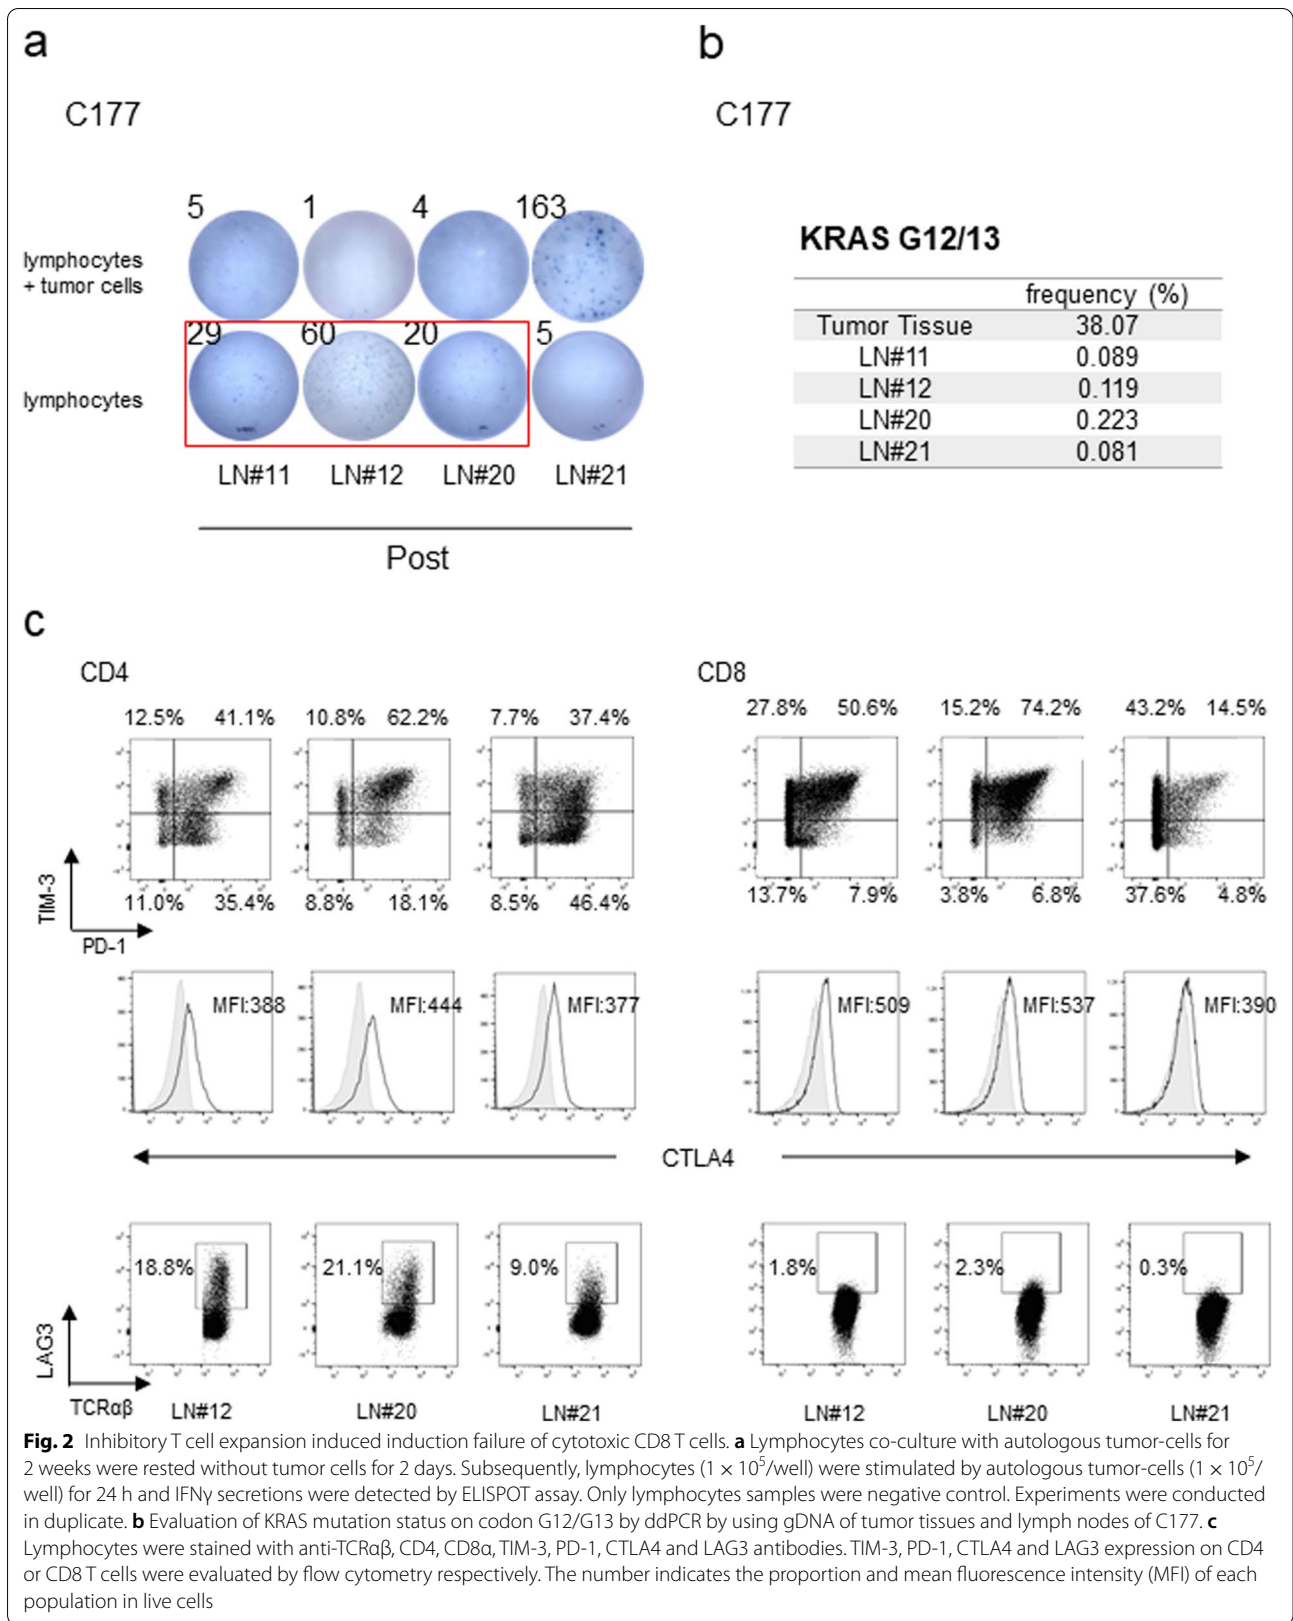 a
C177
5 1 4 163
lymphocytes
+ tumor cells
29 60 20 5
lymphocytes
LN#11 LN#12 LN#20 LN#21
Post
b
C177
KRAS G12/13
frequency (%)
Tumor Tissue 38.07
LN#11 0.089
LN#12 0.119
LN#20 0.223
LN#21 0.081
c
CD4
12.5% 41.1% 10.8% 62.2% 7.7% 37.4%
11.0% 35.4% 8.8% 18.1% 8.5% 46.4%
TIM-3
PD-1
CD8
27.8% 50.6% 15.2% 74.2% 43.2% 14.5%
13.7% 7.9% 3.8% 6.8% 37.6% 4.8%
MFI:388 MFI:444 MFI:377 MFI:509 MFI:537 MFI:390
CTLA4
18.8% 21.1% 9.0% 1.8% 2.3% 0.3%
LAG3
TCRαβ
LN#12 LN#20 LN#21 LN#12 LN#20 LN#21
Fig. 2 Inhibitory T cell expansion induced induction failure of cytotoxic CD8 T cells. a Lymphocytes co-culture with autologous tumor-cells for
2 weeks were rested without tumor cells for 2 days. Subsequently, lymphocytes (1 × 10⁵/well) were stimulated by autologous tumor-cells (1 × 10⁵/
well) for 24 h and IFNγ secretions were detected by ELISPOT assay. Only lymphocytes samples were negative control. Experiments were conducted
in duplicate. b Evaluation of KRAS mutation status on codon G12/G13 by ddPCR by using gDNA of tumor tissues and lymph nodes of C177. c
Lymphocytes were stained with anti-TCRαβ, CD4, CD8α, TIM-3, PD-1, CTLA4 and LAG3 antibodies. TIM-3, PD-1, CTLA4 and LAG3 expression on CD4
or CD8 T cells were evaluated by flow cytometry respectively. The number indicates the proportion and mean fluorescence intensity (MFI) of each
population in live cells